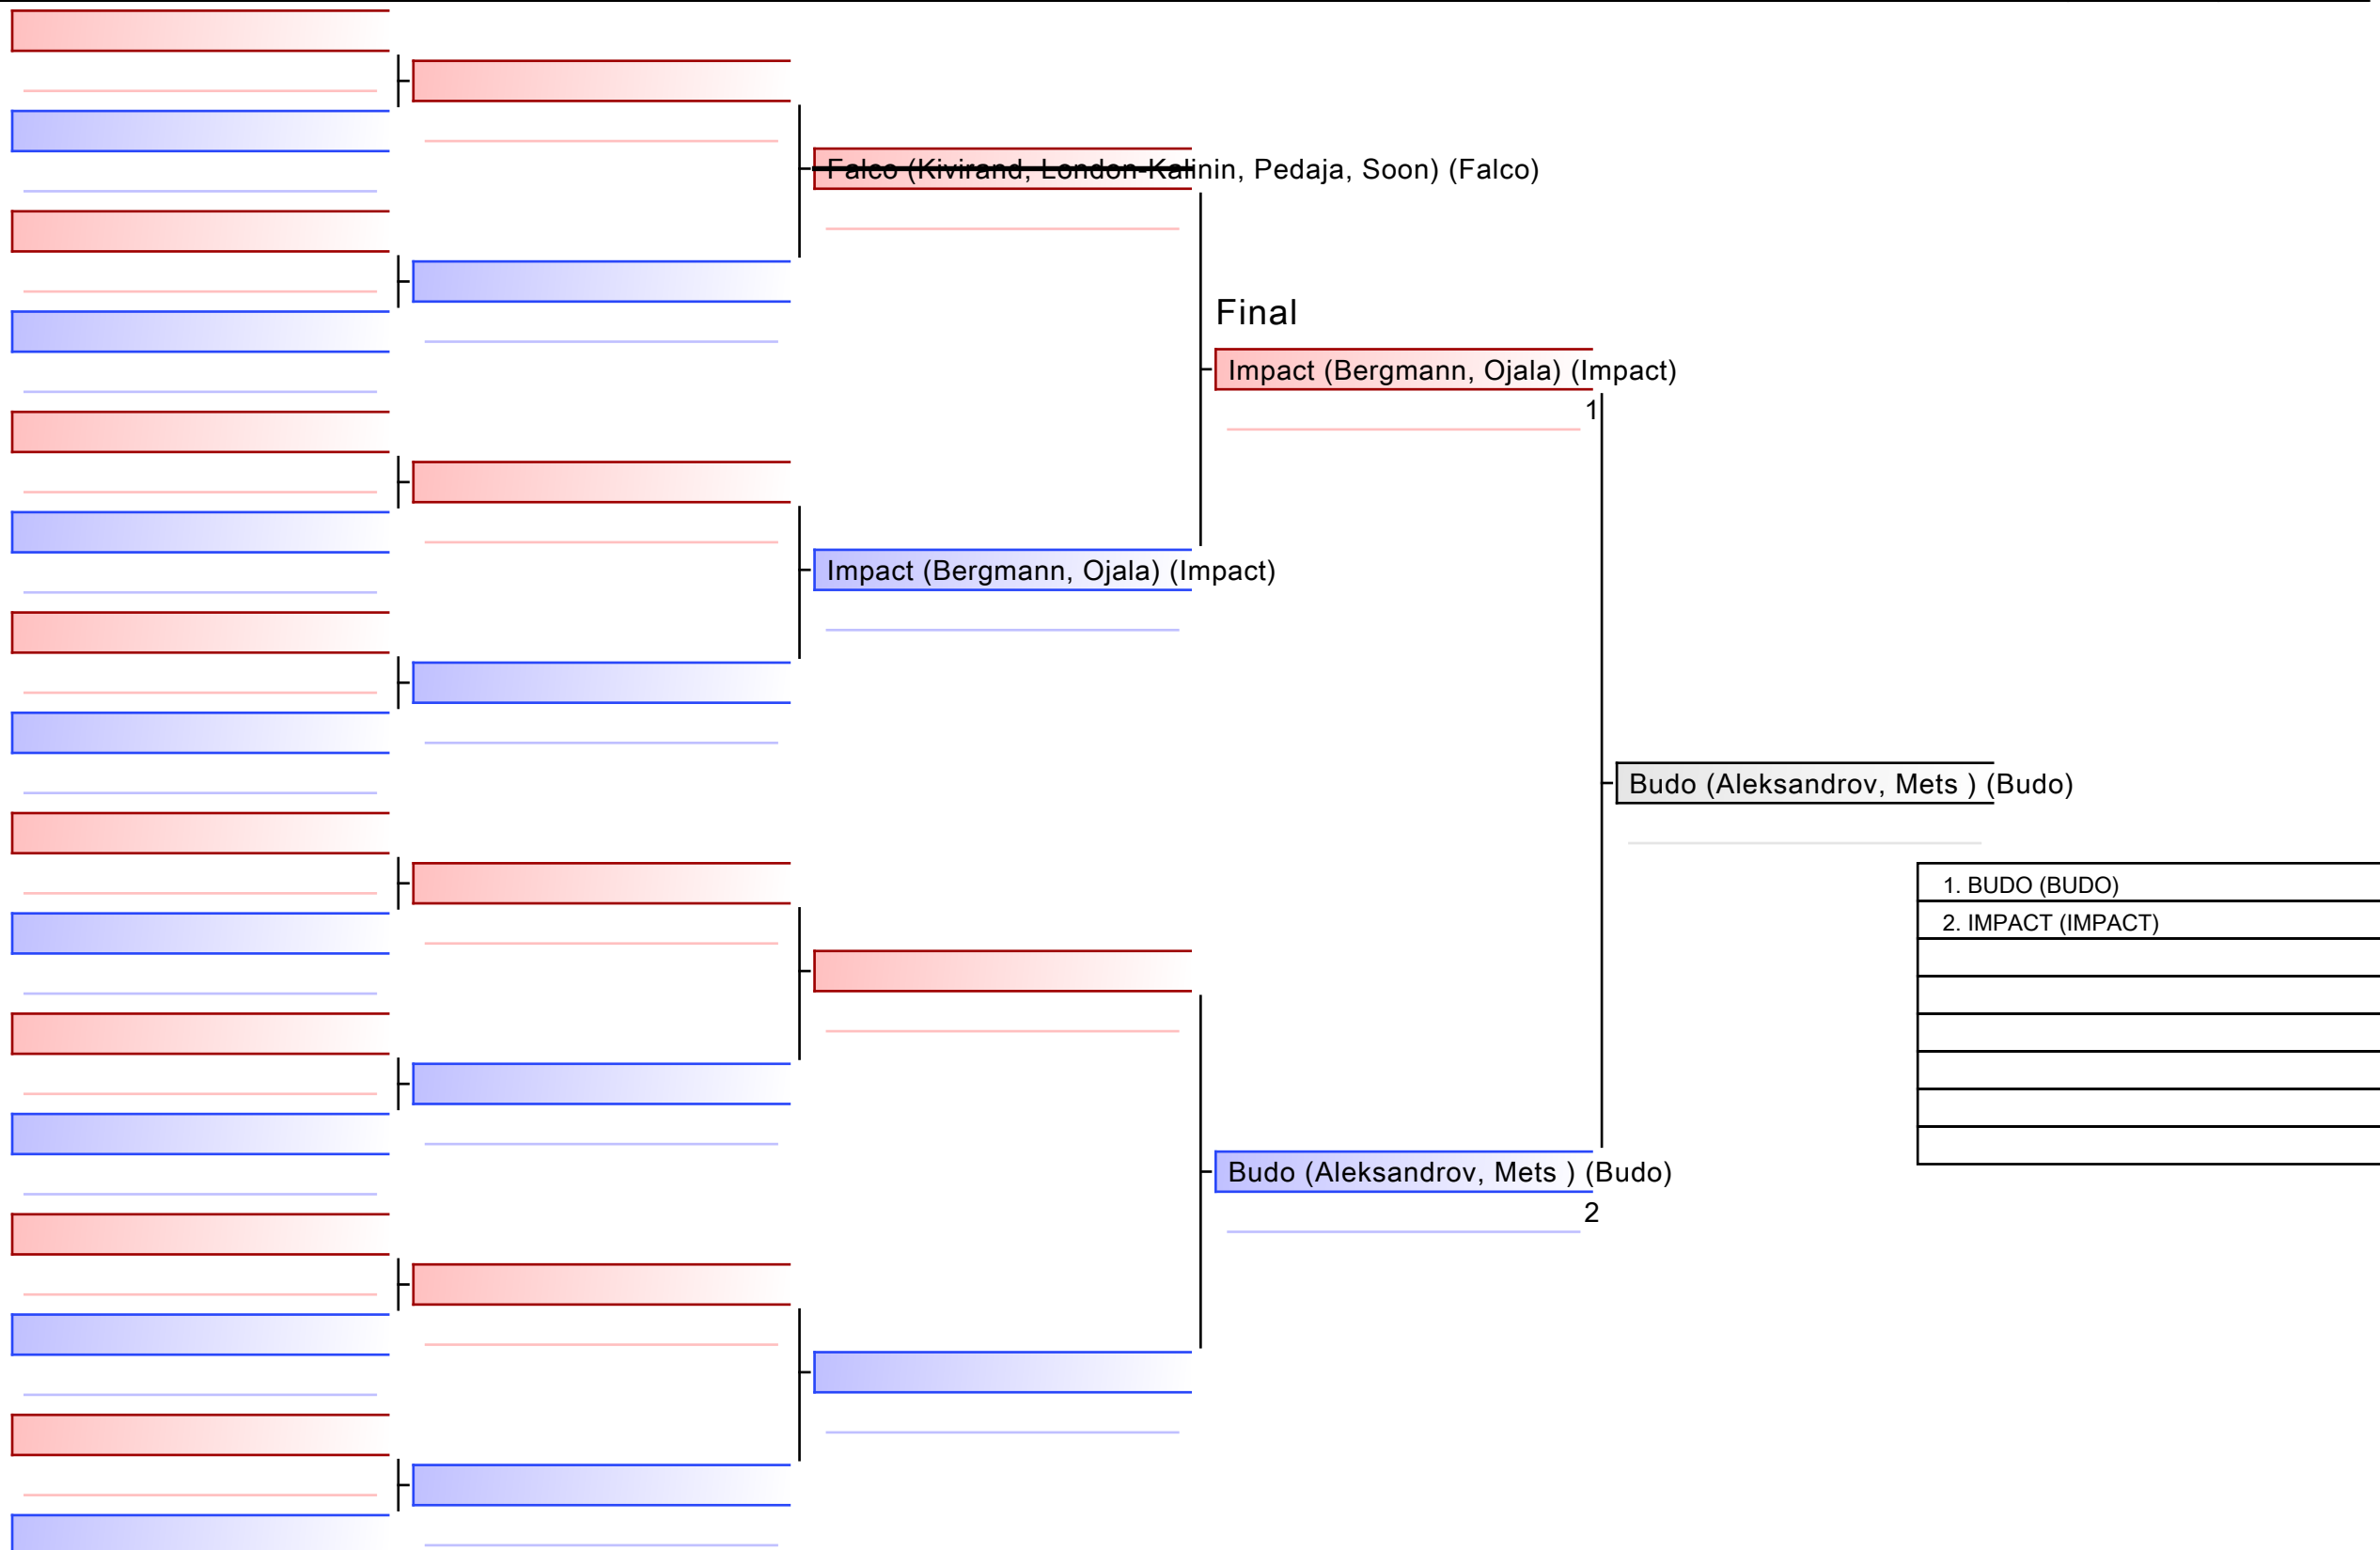 Falco (Kivirand, London-Kalinin, Pedaja, Soon) (Falco)
Final
Impact (Bergmann, Ojala) (Impact)
1
Impact (Bergmann, Ojala) (Impact)
Budo (Aleksandrov, Mets ) (Budo)
1. BUDO (BUDO)
2. IMPACT (IMPACT)
Budo (Aleksandrov, Mets ) (Budo)
2